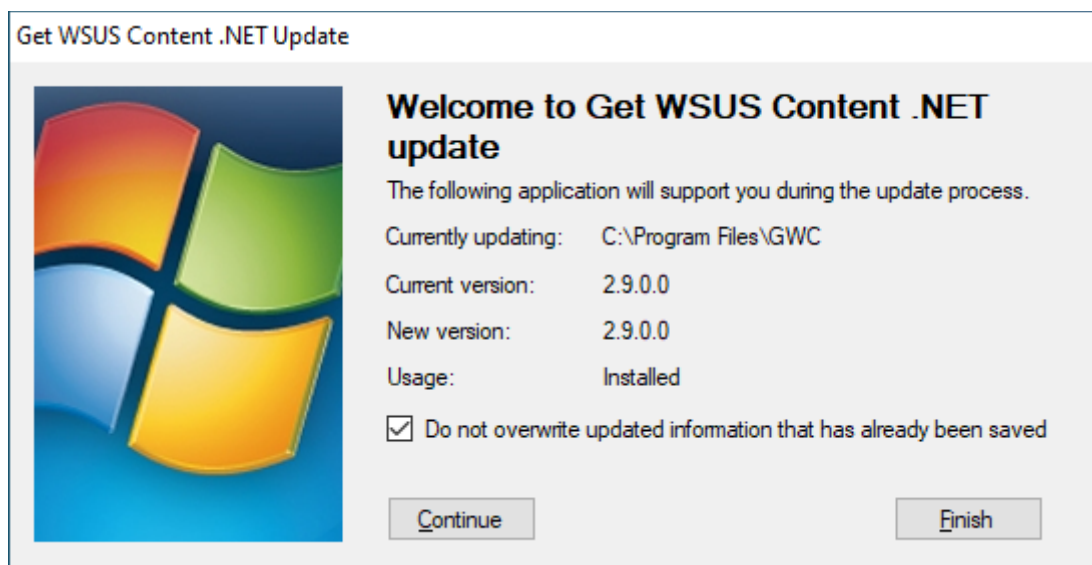 Get WSUS Content .NET Update
Welcome to Get WSUS Content .NET
update
The following application will support you during the update process.
Currently updating: C:\Program Files\GWC
Current version: 2.9.0.0
New version: 2.9.0.0
Usage: Installed
Do not overwrite updated information that has already been saved
Continue Finish